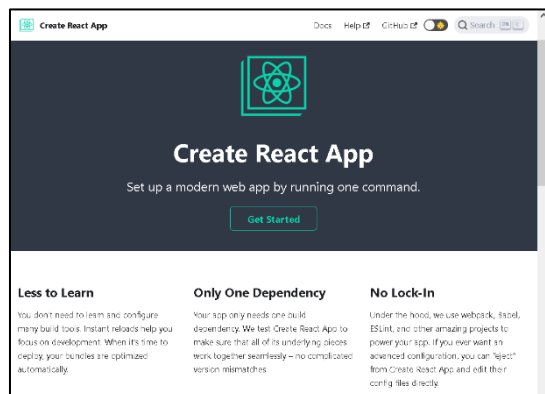 Create React App
Docs Help GitHub Search
Create React App
Set up a modern web app by running one command.
Get Started
Less to Learn
You don't need to learn and configure
many build tools. Instant reloads help you
focus on development. When it's time to
deploy, your bundles are optimized
automatically.
Only One Dependency
Your app only needs one build
dependency. We test Create React App to
make sure that all of its underlying pieces
work together seamlessly – no complicated
version mismatches.
No Lock-In
Under the hood, we use webpack, Babel,
ESLint, and other amazing projects to
power your app. If you ever want an
advanced configuration, you can "eject"
from Create React App and edit their
config files directly.